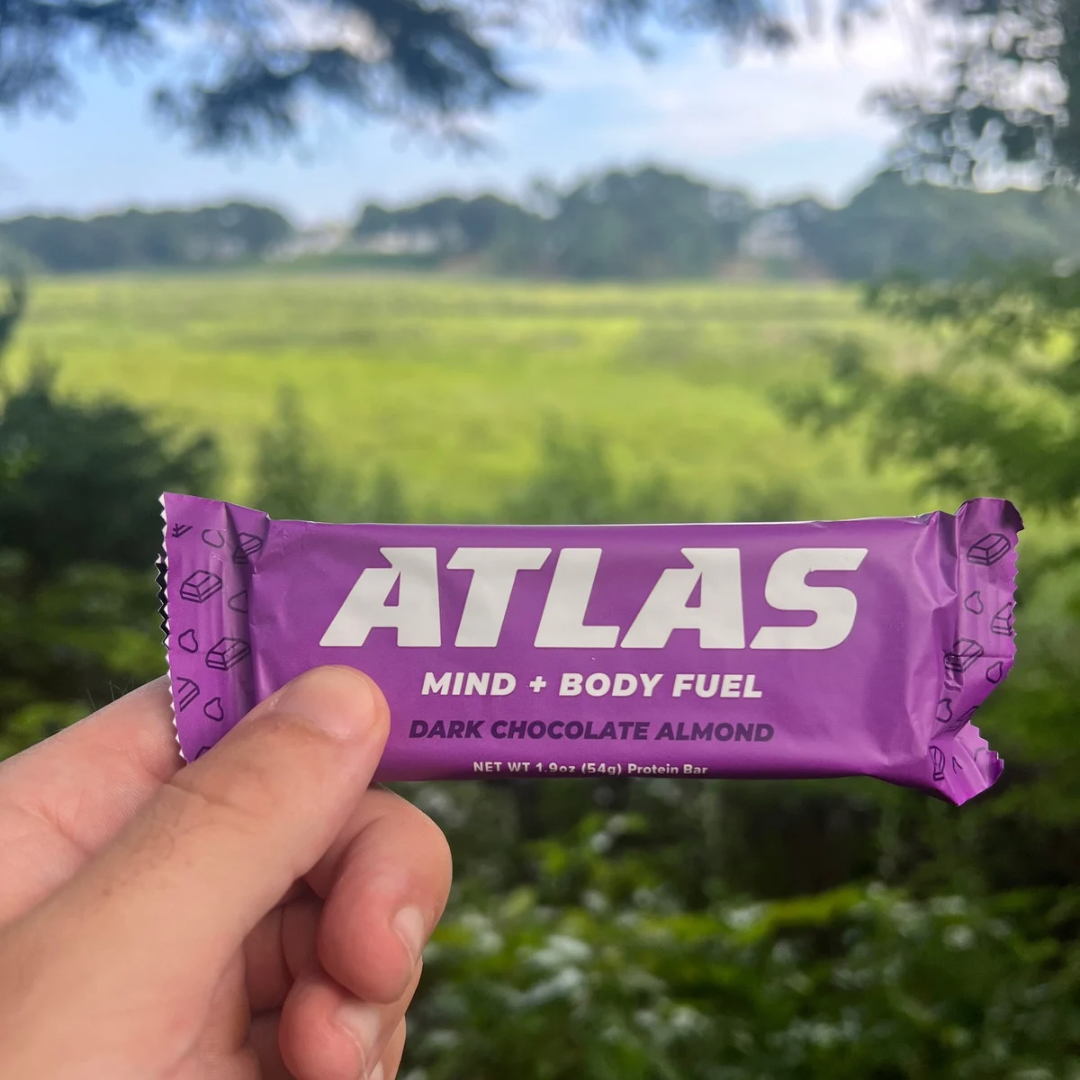 ATLAS
MIND + BODY FUEL
DARK CHOCOLATE ALMOND
NET WT 1.9oz (54g) Protein Bar